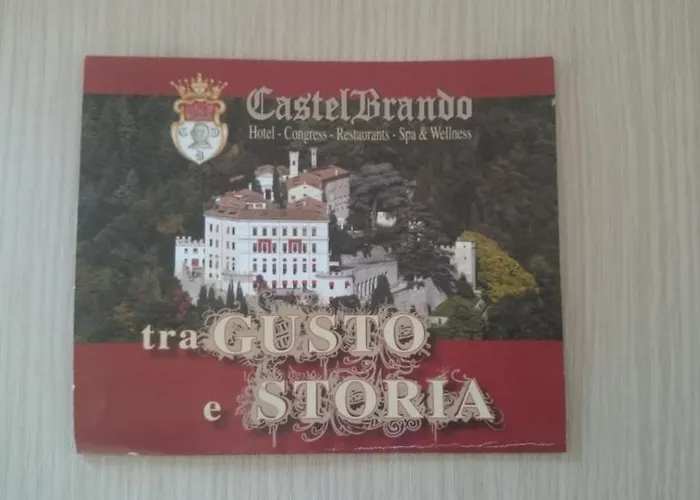 CastelBrando
Hotel - Congress - Restaurants - Spa & Wellness
tra GUSTO
e STORIA